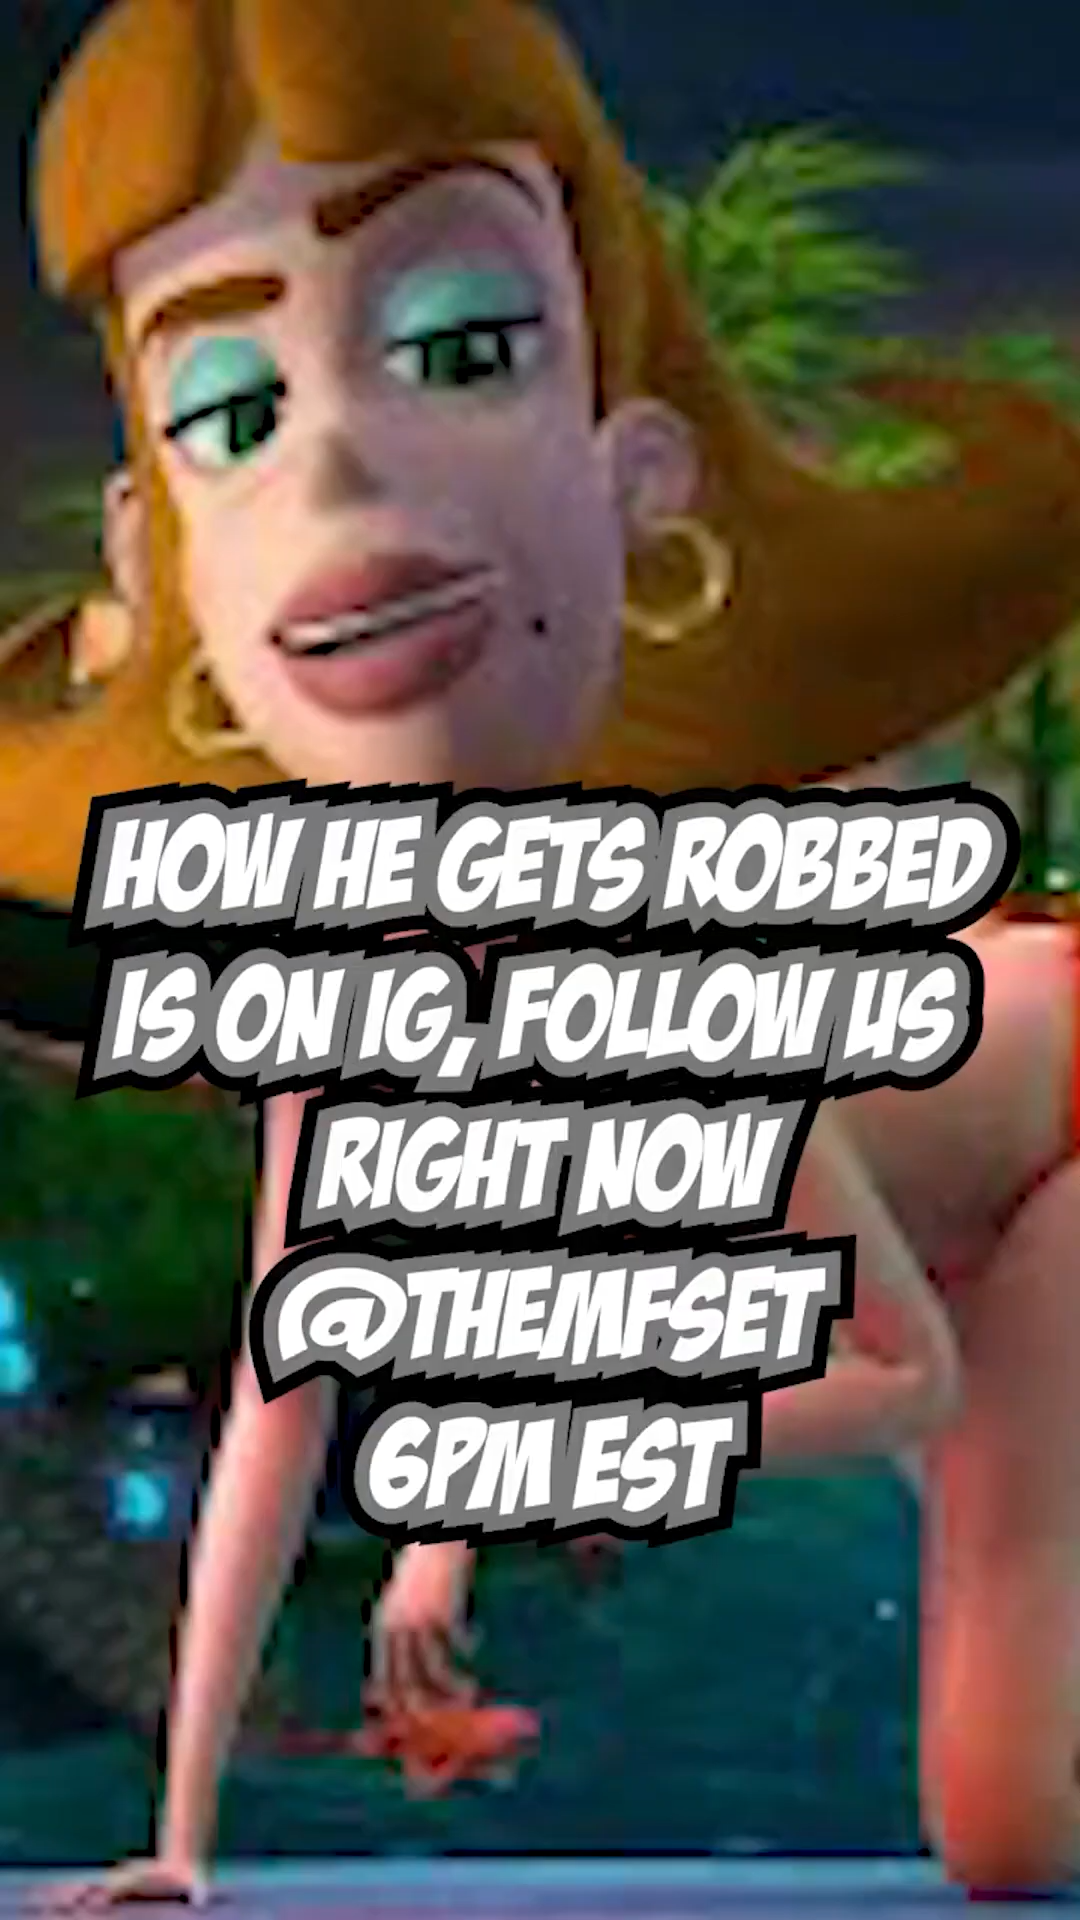 HOW HE GETS ROBBED
IS ON IG, FOLLOW US
RIGHT NOW
@THEMFSET
6PM EST